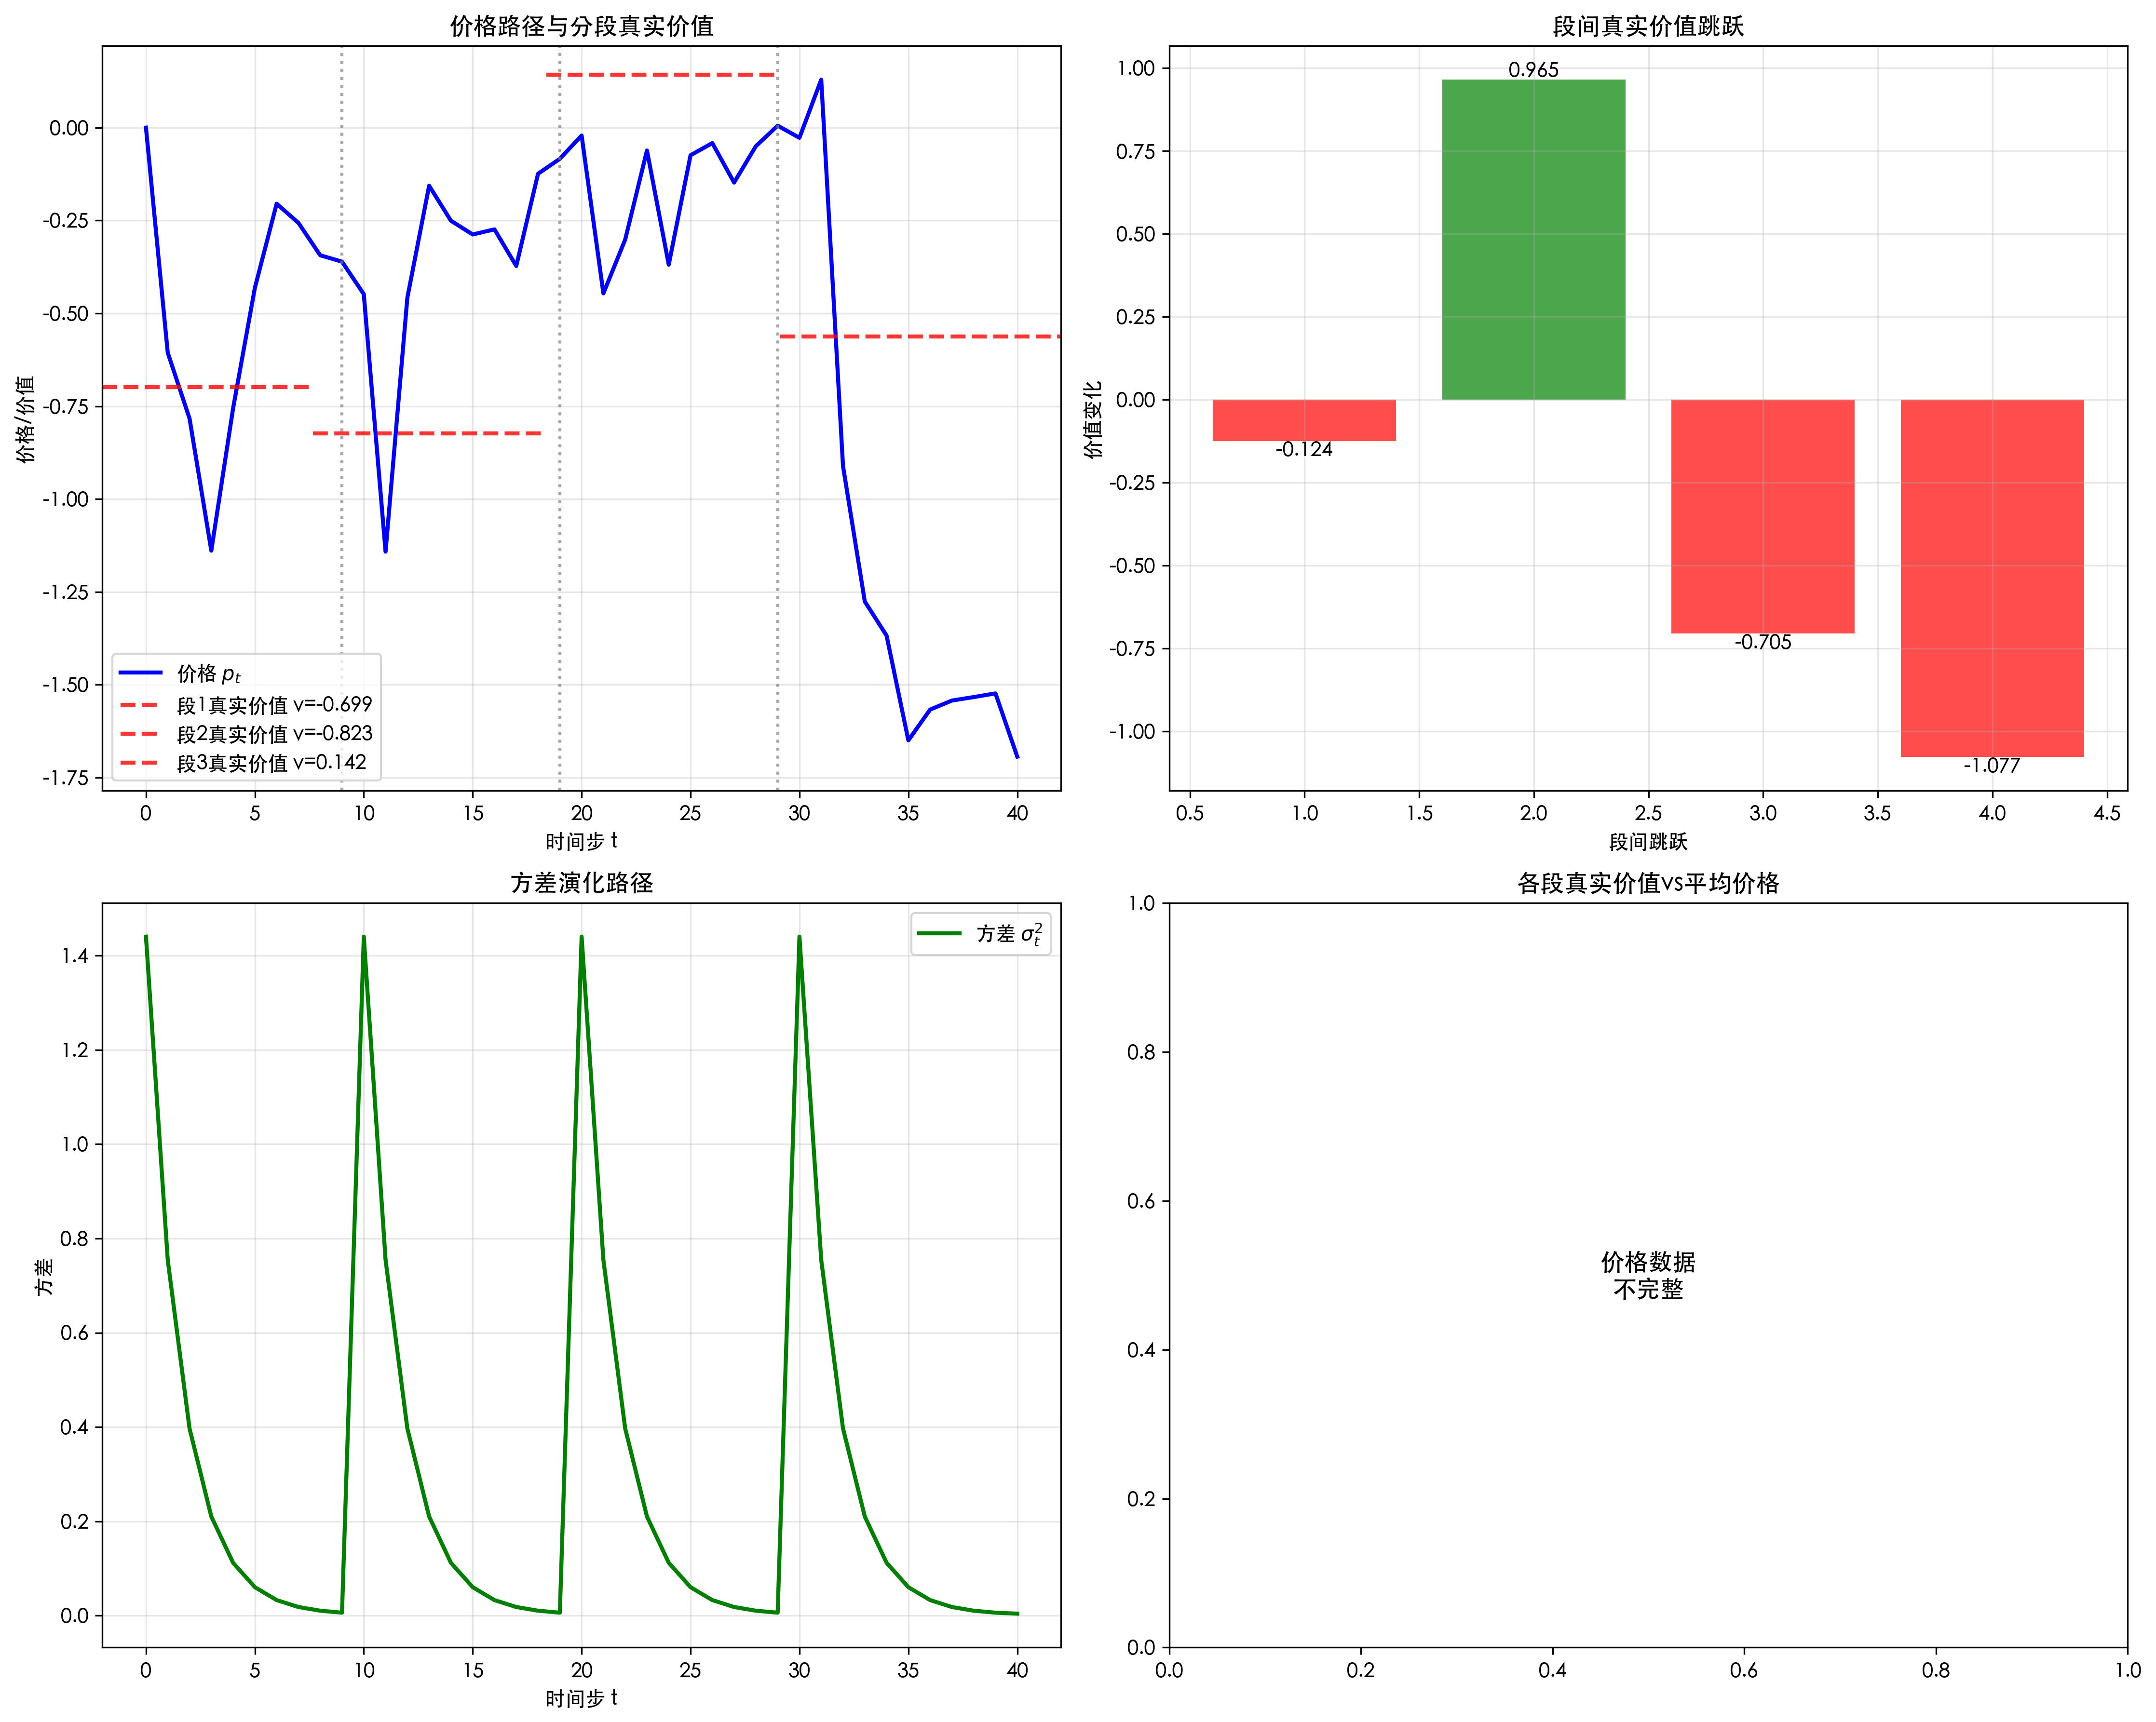 价格路径与分段真实价值
价格/价值
0.00
-0.25
-0.50
-0.75
-1.00
-1.25
-1.50
-1.75
价格 pₜ
段1真实价值 v=-0.699
段2真实价值 v=-0.823
段3真实价值 v=0.142
0 5 10 15 20 25 30 35 40
时间步 t
段间真实价值跳跃
价值变化
1.00
0.75
0.50
0.25
0.00
-0.25
-0.50
-0.75
-1.00
0.965
-0.124
-0.705
-1.077
0.5 1.0 1.5 2.0 2.5 3.0 3.5 4.0 4.5
段间跳跃
方差演化路径
方差
1.4
1.2
1.0
0.8
0.6
0.4
0.2
0.0
方差 σₜ²
0 5 10 15 20 25 30 35 40
时间步 t
各段真实价值vs平均价格
1.0
0.8
0.6
0.4
0.2
0.0
价格数据
不完整
0.0 0.2 0.4 0.6 0.8 1.0